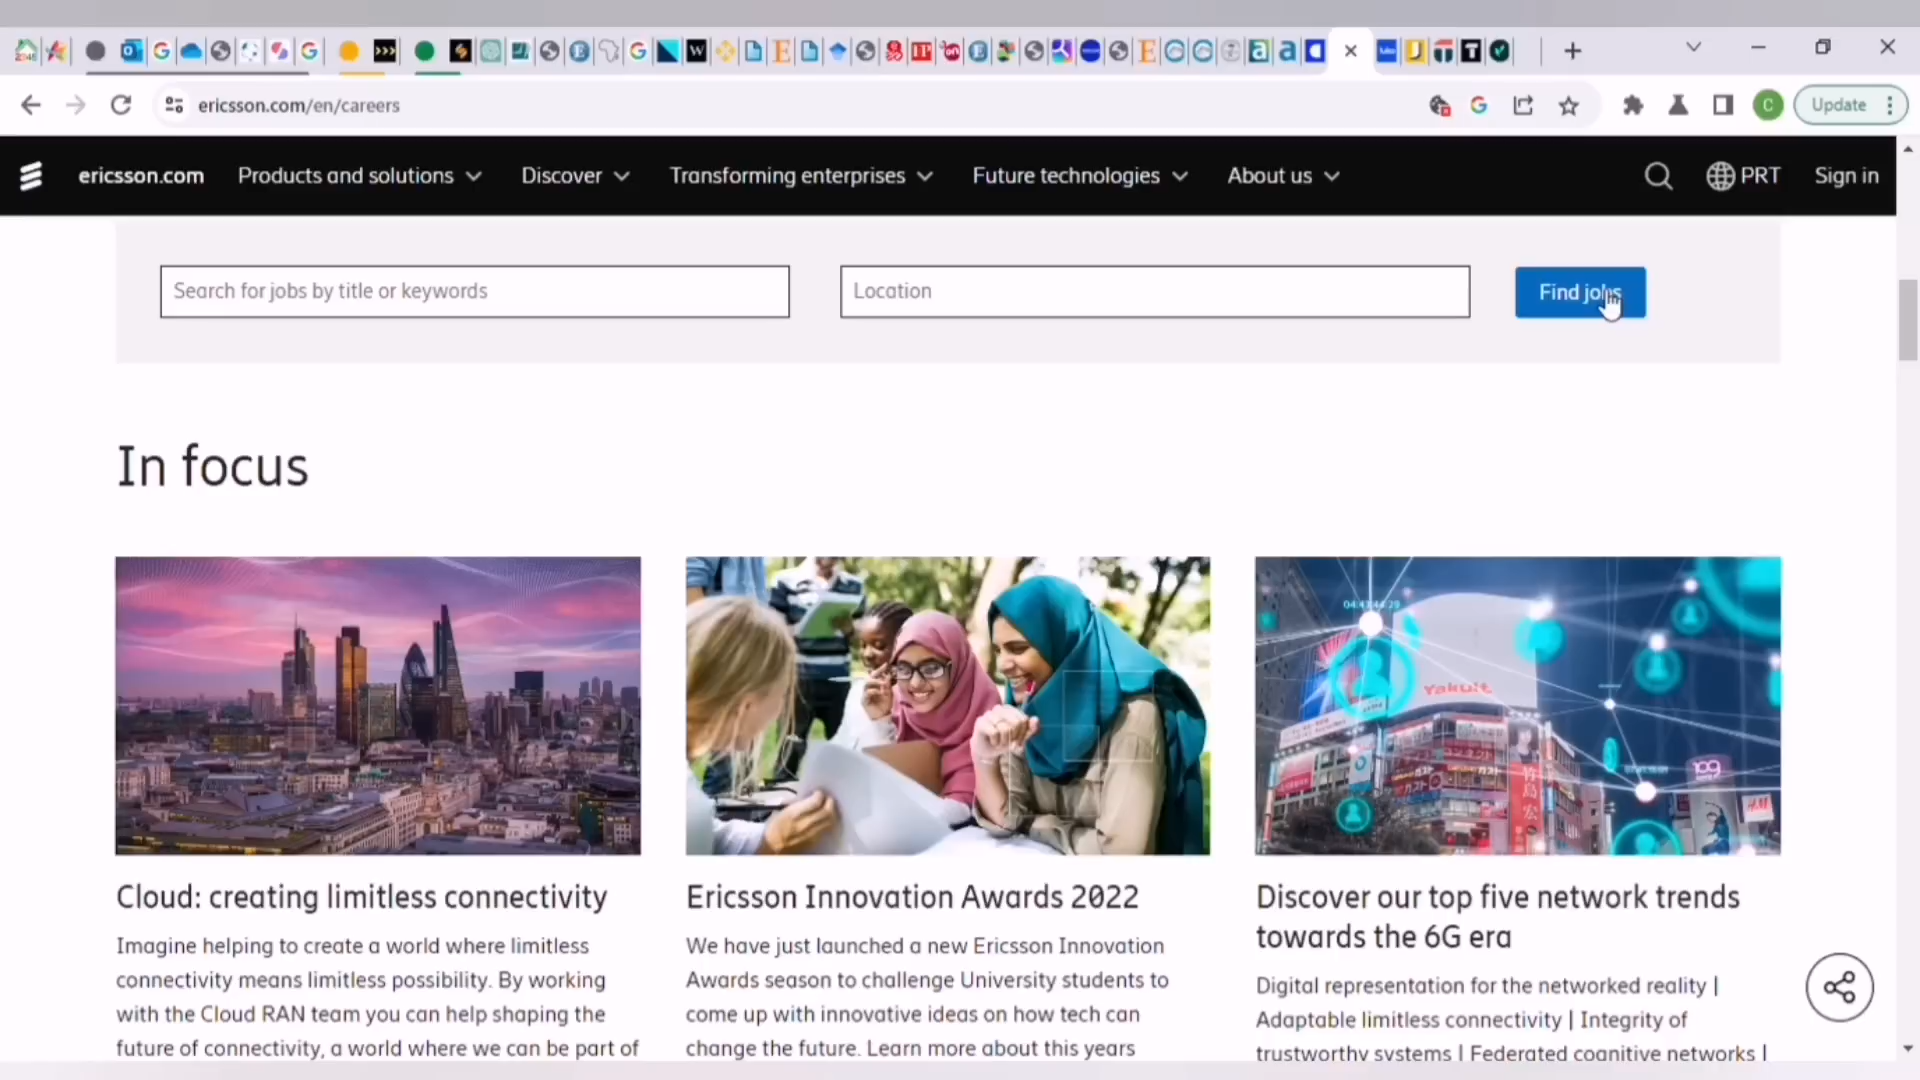 ericsson.com/en/careers
Update
ericsson.com
Products and solutions
Discover
Transforming enterprises
Future technologies
About us
PRT
Sign in
Search for jobs by title or keywords
Location
Find jobs
In focus
Yakult
109
H&M
Cloud: creating limitless connectivity
Imagine helping to create a world where limitless
connectivity means limitless possibility. By working
with the Cloud RAN team you can help shaping the
future of connectivity, a world where we can be part of
Ericsson Innovation Awards 2022
We have just launched a new Ericsson Innovation
Awards season to challenge University students to
come up with innovative ideas on how tech can
change the future. Learn more about this years
Discover our top five network trends
towards the 6G era
Digital representation for the networked reality |
Adaptable limitless connectivity | Integrity of
trustworthy systems | Federated cognitive networks |